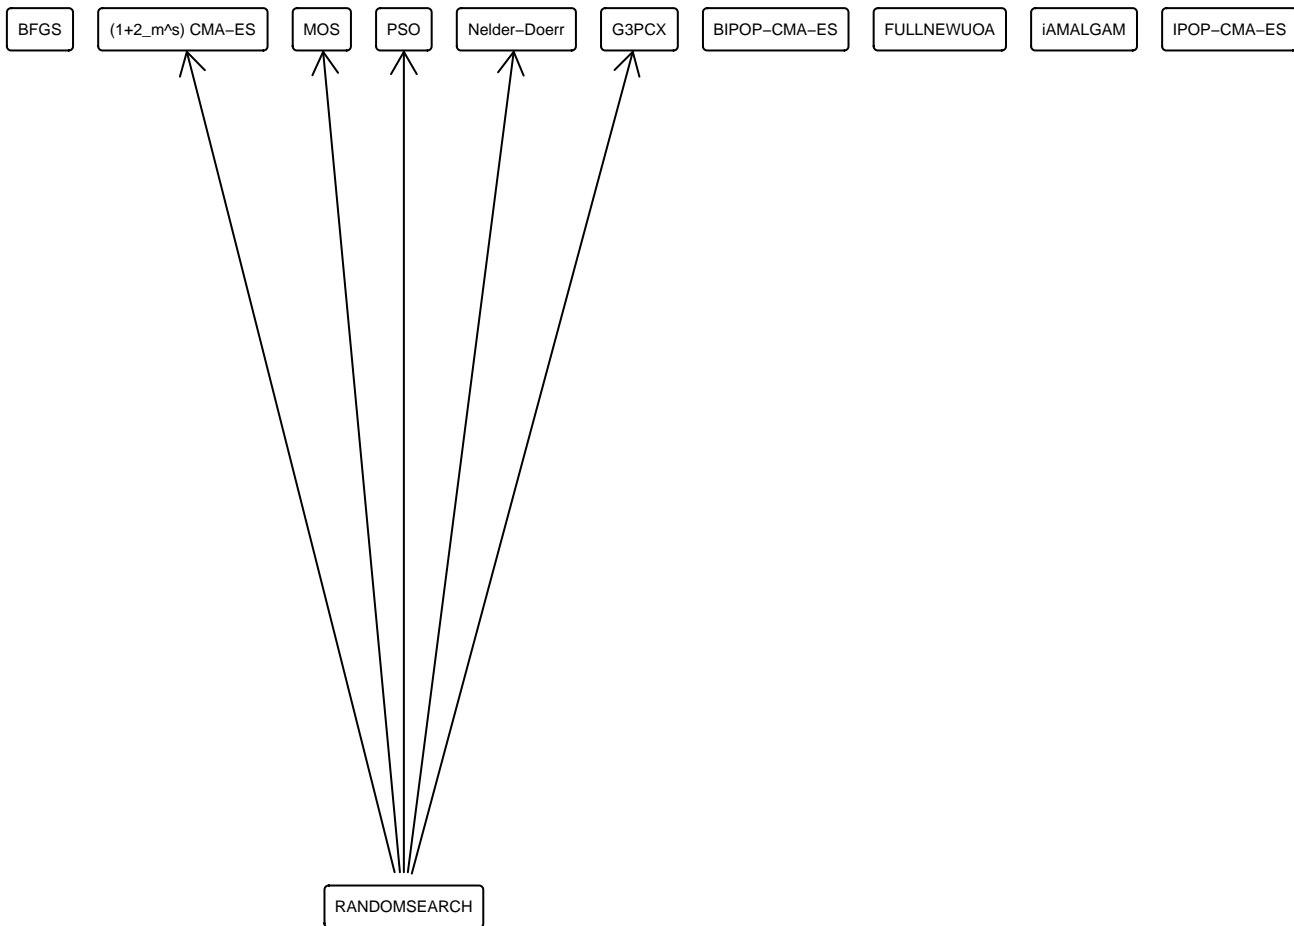 BFGS
(1+2_m^s) CMA−ES
MOS
PSO
Nelder−Doerr
G3PCX
BIPOP−CMA−ES
FULLNEWUOA
iAMALGAM
IPOP−CMA−ES
RANDOMSEARCH